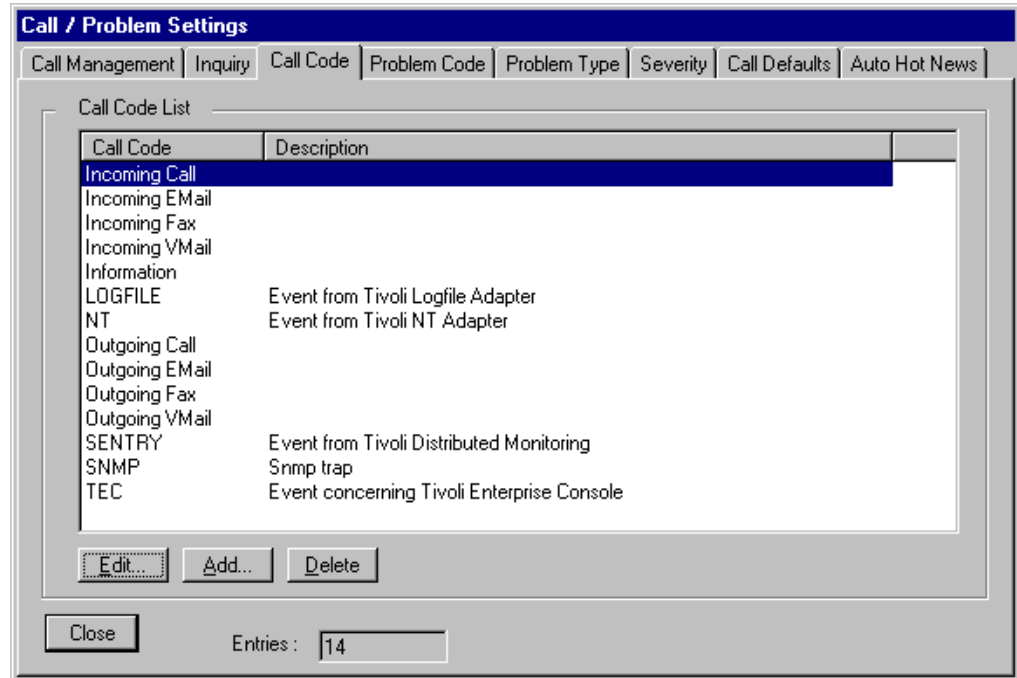 Call / Problem Settings
Call Management Inquiry Call Code Problem Code Problem Type Severity Call Defaults Auto Hot News
Call Code List
Call Code Description
Incoming Call
Incoming EMail
Incoming Fax
Incoming VMail
Information
LOGFILE Event from Tivoli Logfile Adapter
NT Event from Tivoli NT Adapter
Outgoing Call
Outgoing EMail
Outgoing Fax
Outgoing VMail
SENTRY Event from Tivoli Distributed Monitoring
SNMP Snmp trap
TEC Event concerning Tivoli Enterprise Console
Edit... Add... Delete
Close Entries : 14